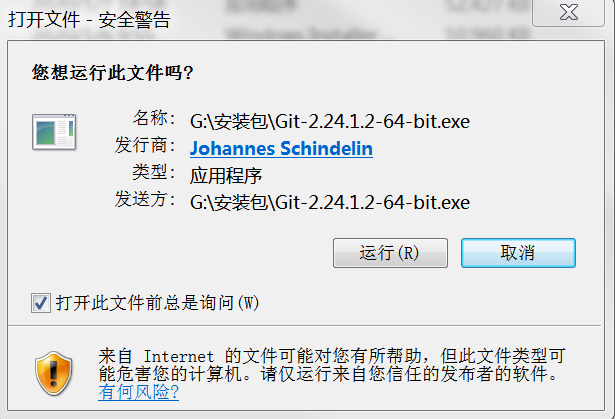 打开文件 - 安全警告
您想运行此文件吗?
名称: G:\安装包\Git-2.24.1.2-64-bit.exe
发行商: Johannes Schindelin
类型: 应用程序
发送方: G:\安装包\Git-2.24.1.2-64-bit.exe
运行(R) 取消
打开此文件前总是询问(W)
来自 Internet 的文件可能对您有所帮助，但此文件类型可
能危害您的计算机。请仅运行来自您信任的发布者的软件。
有何风险?